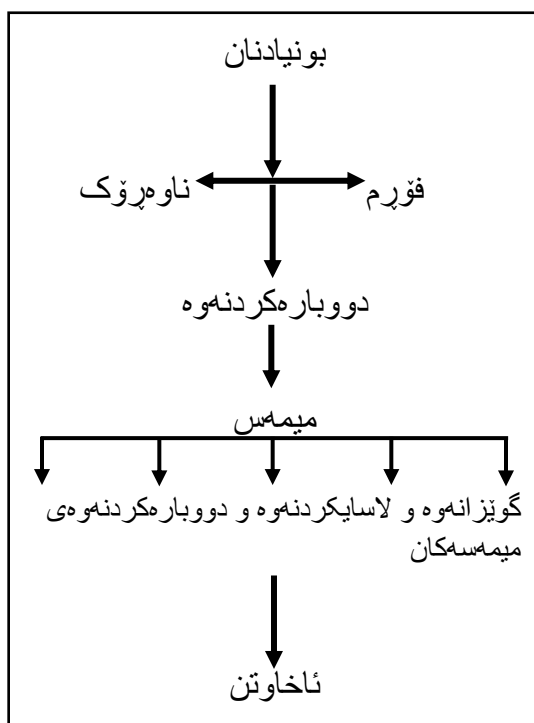 بونیادنان
فۆڕم
ناوەڕۆک
دووبارەکردنەوە
میمەس
گوێزانەوە و لاسایکردنەوە و دووبارەکردنەوەی
میمەسەکان
ئاخاوتن